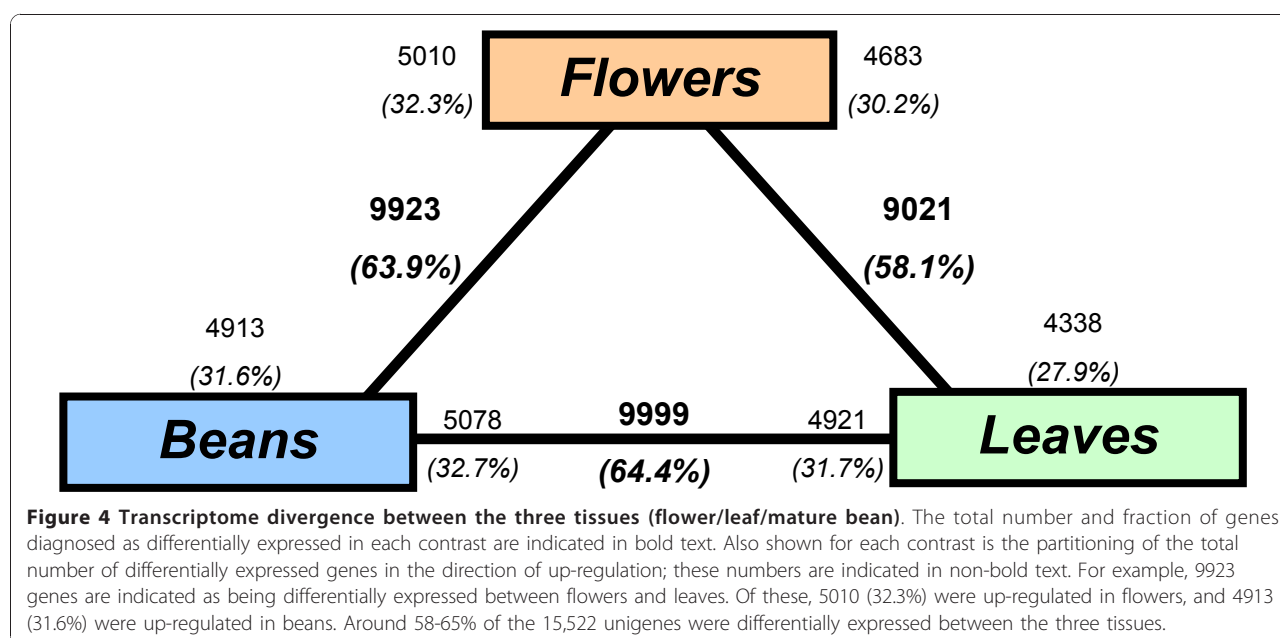 5010
(32.3%)
Flowers
4683
(30.2%)
9923
(63.9%)
9021
(58.1%)
4913
(31.6%)
4338
(27.9%)
Beans
5078
(32.7%)
9999
(64.4%)
4921
(31.7%)
Leaves
Figure 4 Transcriptome divergence between the three tissues (flower/leaf/mature bean). The total number and fraction of genes
diagnosed as differentially expressed in each contrast are indicated in bold text. Also shown for each contrast is the partitioning of the total
number of differentially expressed genes in the direction of up-regulation; these numbers are indicated in non-bold text. For example, 9923
genes are indicated as being differentially expressed between flowers and leaves. Of these, 5010 (32.3%) were up-regulated in flowers, and 4913
(31.6%) were up-regulated in beans. Around 58-65% of the 15,522 unigenes were differentially expressed between the three tissues.